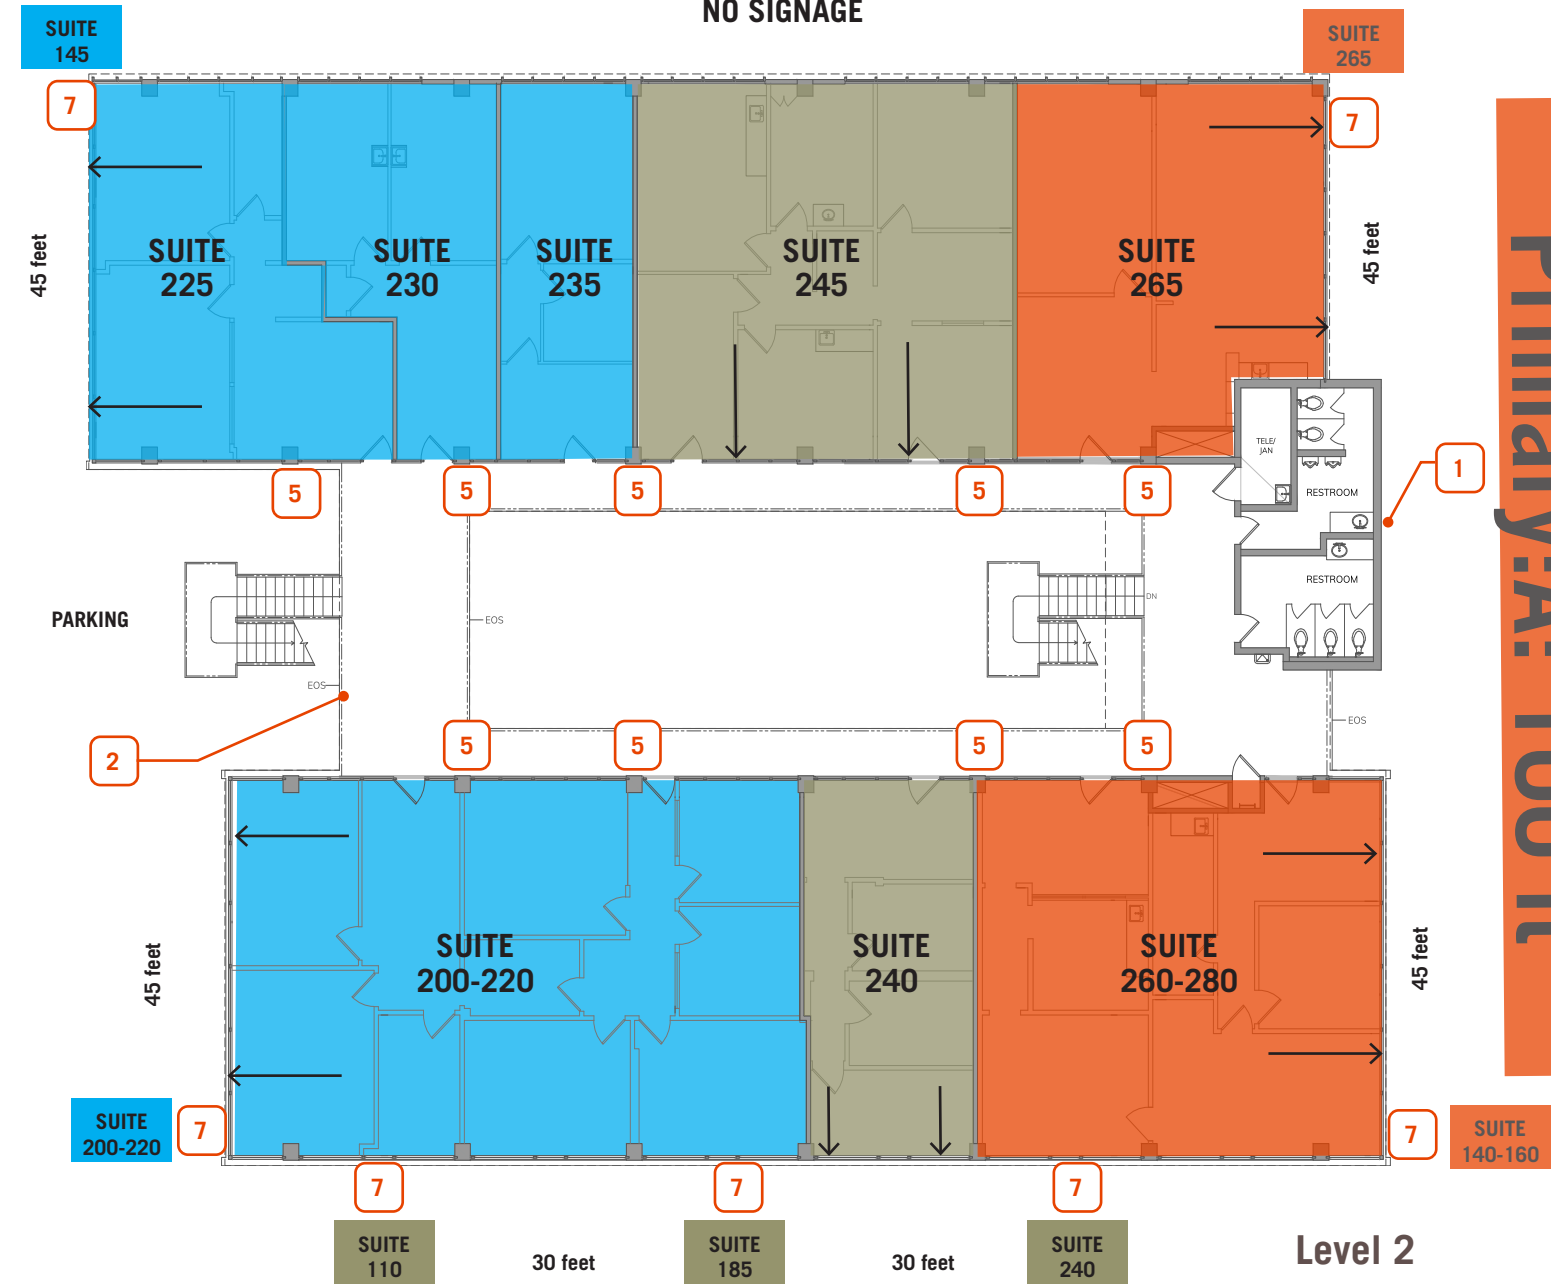 NO SIGNAGE
SUITE
145
SUITE
265
7
7
45 feet
45 feet
SUITE
225
SUITE
230
SUITE
235
SUITE
245
SUITE
265
TELE/
JAN
RESTROOM
1
5
5
5
5
5
RESTROOM
DN
PARKING
EOS
EOS
EOS
2
5
5
5
5
45 feet
45 feet
SUITE
200-220
SUITE
240
SUITE
260-280
SUITE
200-220
7
7
SUITE
140-160
7
7
7
SUITE
110
30 feet
SUITE
185
30 feet
SUITE
240
Level 2